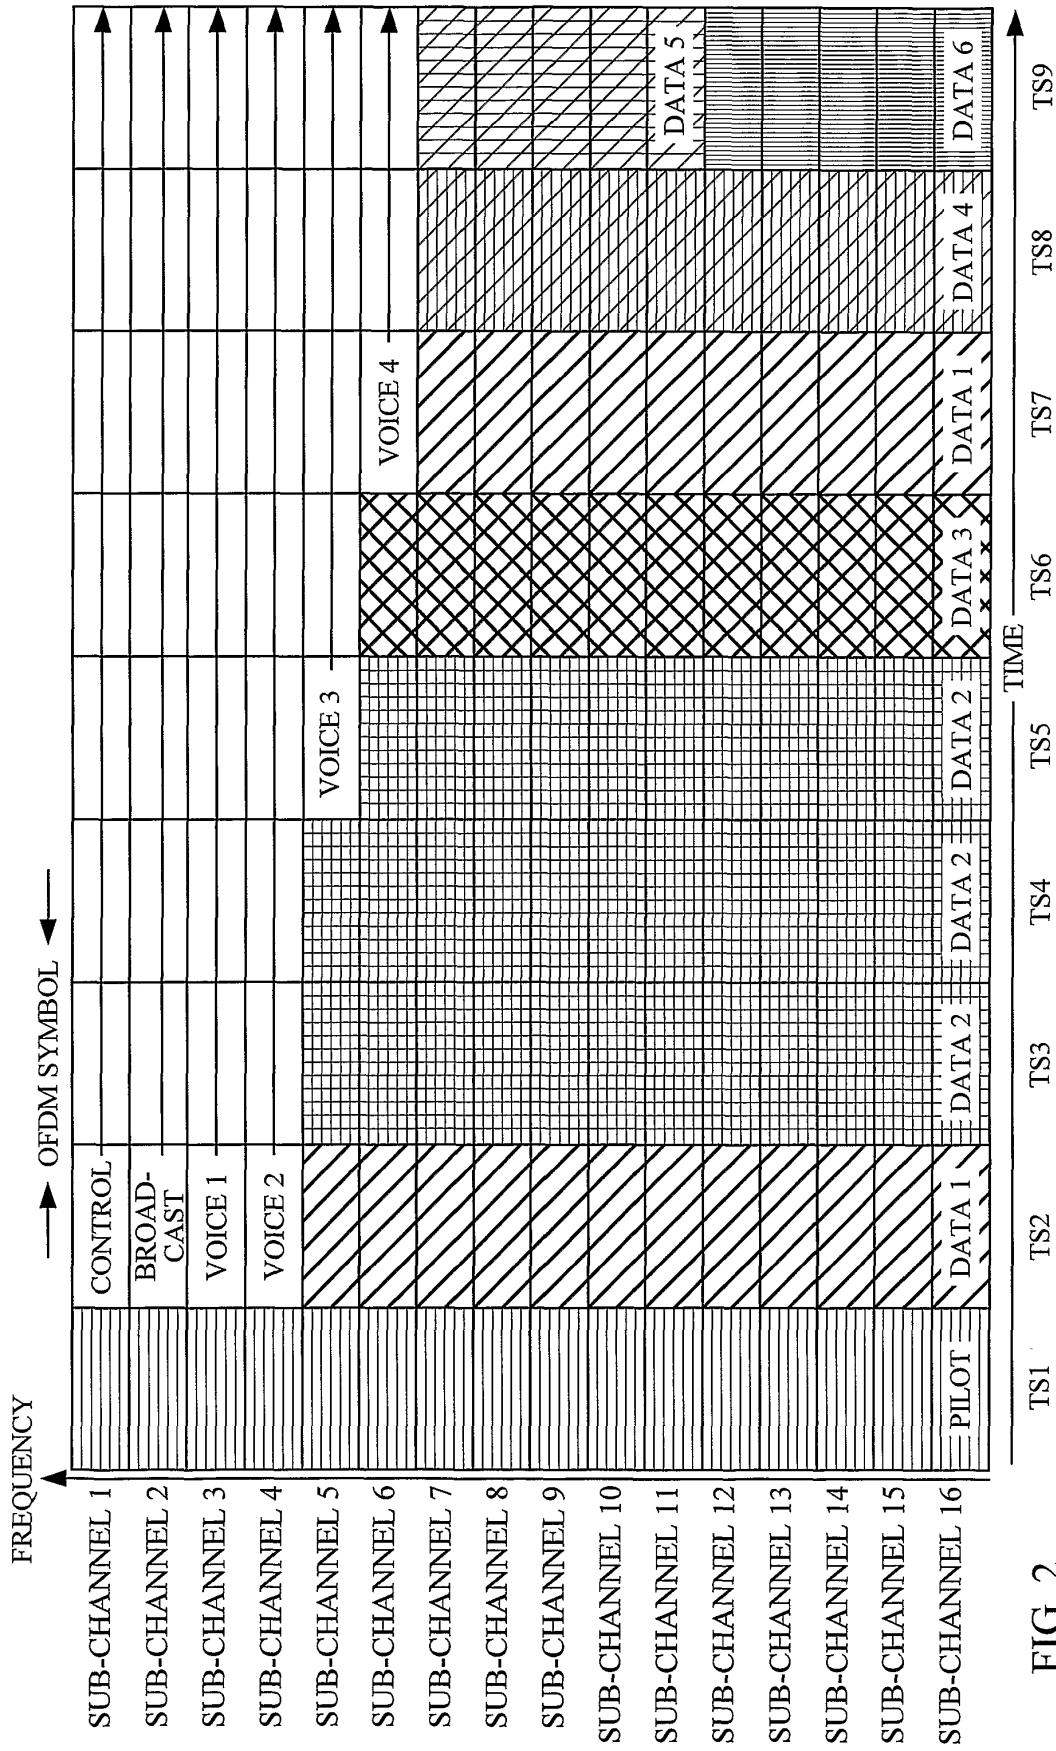 FREQUENCY
OFDM SYMBOL
SUB-CHANNEL 1
SUB-CHANNEL 2
SUB-CHANNEL 3
SUB-CHANNEL 4
SUB-CHANNEL 5
SUB-CHANNEL 6
SUB-CHANNEL 7
SUB-CHANNEL 8
SUB-CHANNEL 9
SUB-CHANNEL 10
SUB-CHANNEL 11
SUB-CHANNEL 12
SUB-CHANNEL 13
SUB-CHANNEL 14
SUB-CHANNEL 15
SUB-CHANNEL 16
CONTROL
BROAD-
CAST
VOICE 1
VOICE 2
VOICE 3
VOICE 4
DATA 5
PILOT
DATA 1
DATA 2
DATA 2
DATA 2
DATA 3
DATA 1
DATA 4
DATA 6
TIME
TS1
TS2
TS3
TS4
TS5
TS6
TS7
TS8
TS9
FIG. 2